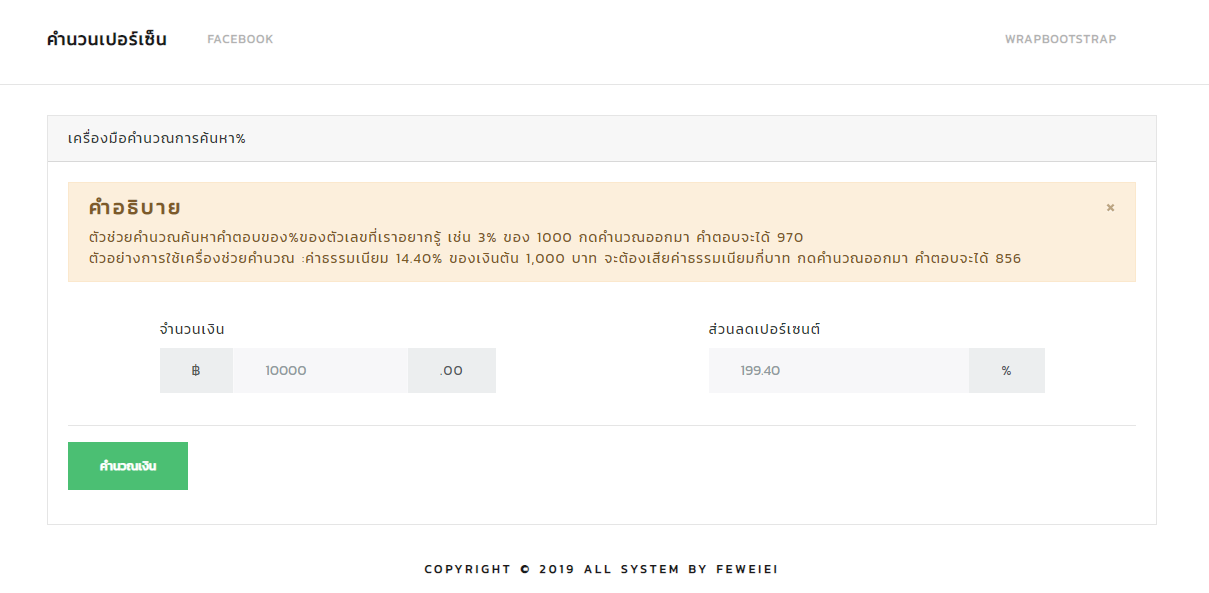 คำนวนเปอร์เซ็น FACEBOOK WRAPBOOTSTRAP
เครื่องมือคำนวณการค้นหา%
คำอธิบาย ×
ตัวช่วยคำนวณค้นหาคำตอบของ%ของตัวเลขที่เราอยากรู้ เช่น 3% ของ 1000 กดคำนวณออกมา คำตอบจะได้ 970
ตัวอย่างการใช้เครื่องช่วยคำนวณ :ค่าธรรมเนียม 14.40% ของเงินต้น 1,000 บาท จะต้องเสียค่าธรรมเนียมกี่บาท กดคำนวณออกมา คำตอบจะได้ 856
จำนวนเงิน ส่วนลดเปอร์เซนต์
฿ 10000 .00 199.40 %
คำนวณเงิน
COPYRIGHT © 2019 ALL SYSTEM BY FEWEIEI